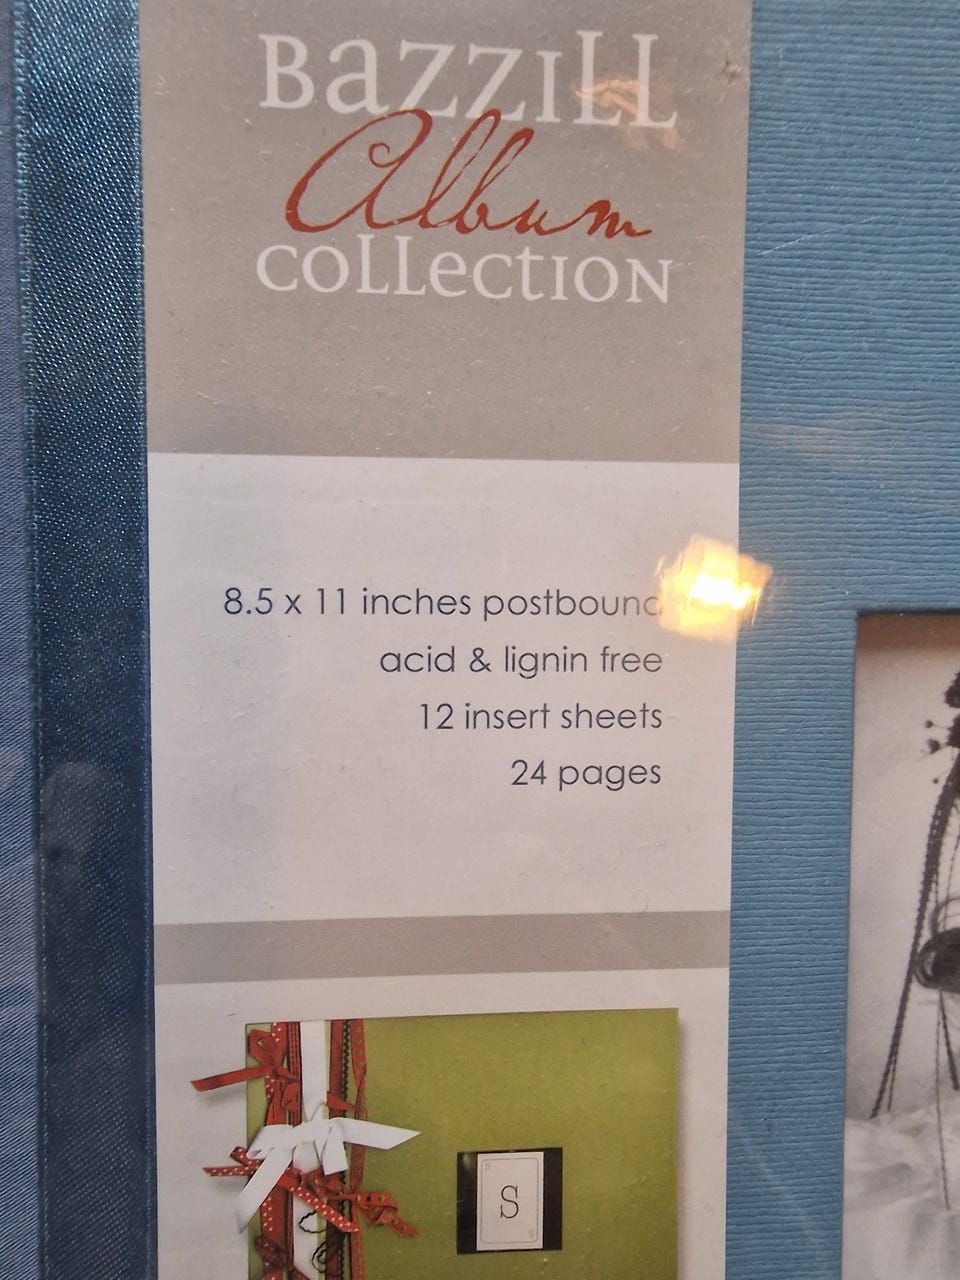 Bazzill
Album
Collection
8.5 x 11 inches postbound
acid & lignin free
12 insert sheets
24 pages
S